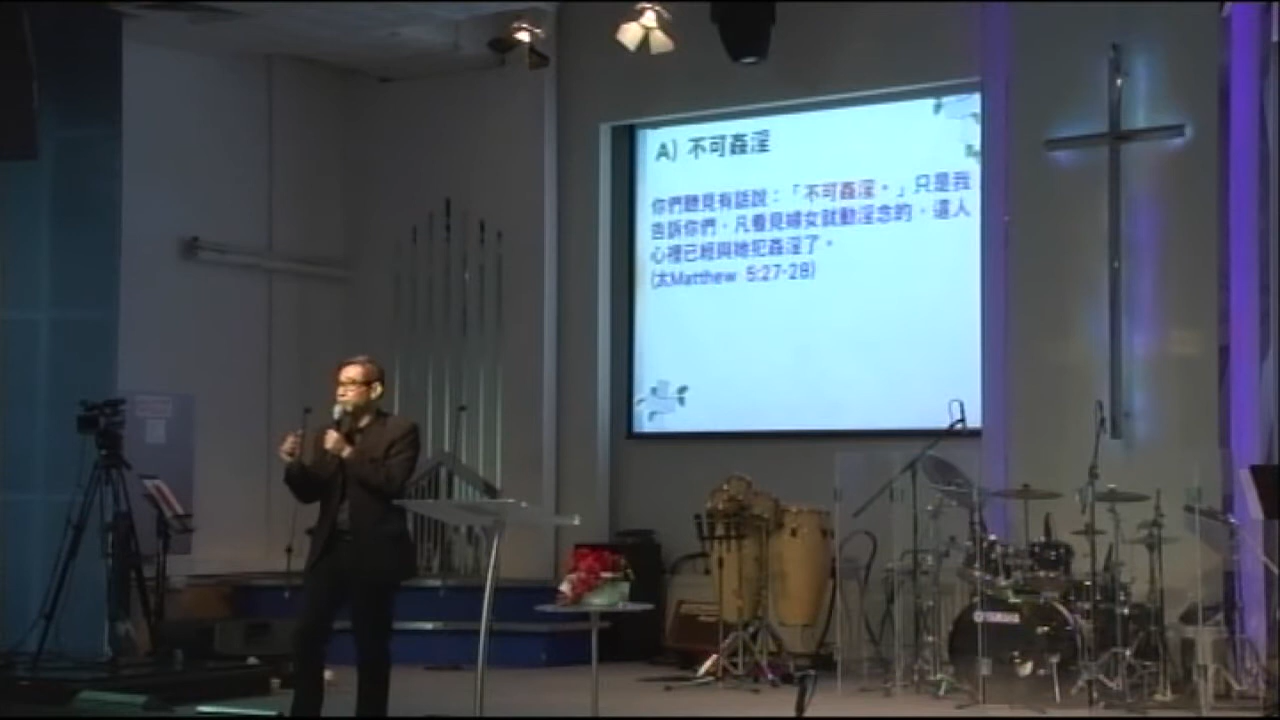 A) 不可姦淫
你們聽見有話說：「不可姦淫。」只是我
告訴你們，凡看見婦女就動淫念的，這人
心裡已經與她犯姦淫了。
(太Matthew 5:27-28)
YAMAHA